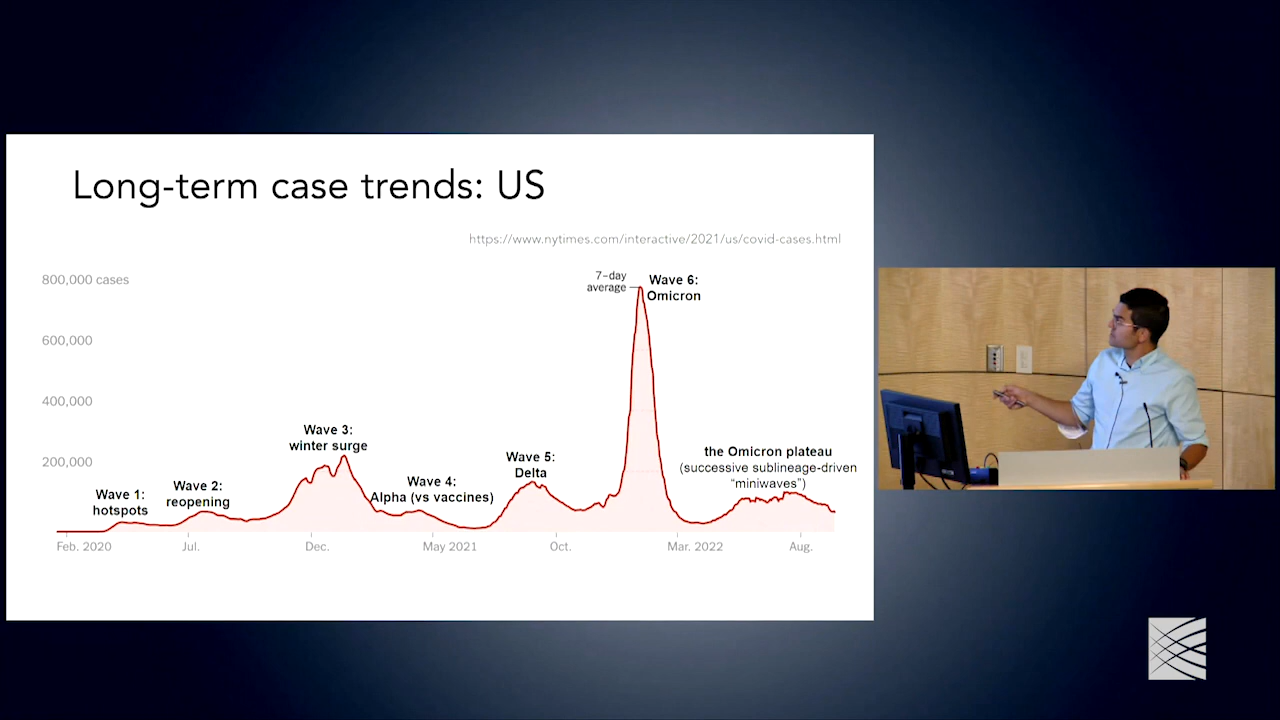 Long-term case trends: US
https://www.nytimes.com/interactive/2021/us/covid-cases.html
800,000 cases
600,000
400,000
200,000
7-day
average
Wave 6:
Omicron
Wave 3:
winter surge
Wave 1:
hotspots
Wave 2:
reopening
Wave 4:
Alpha (vs vaccines)
Wave 5:
Delta
the Omicron plateau
(successive sublineage-driven
“miniwaves”)
Feb. 2020
Jul.
Dec.
May 2021
Oct.
Mar. 2022
Aug.